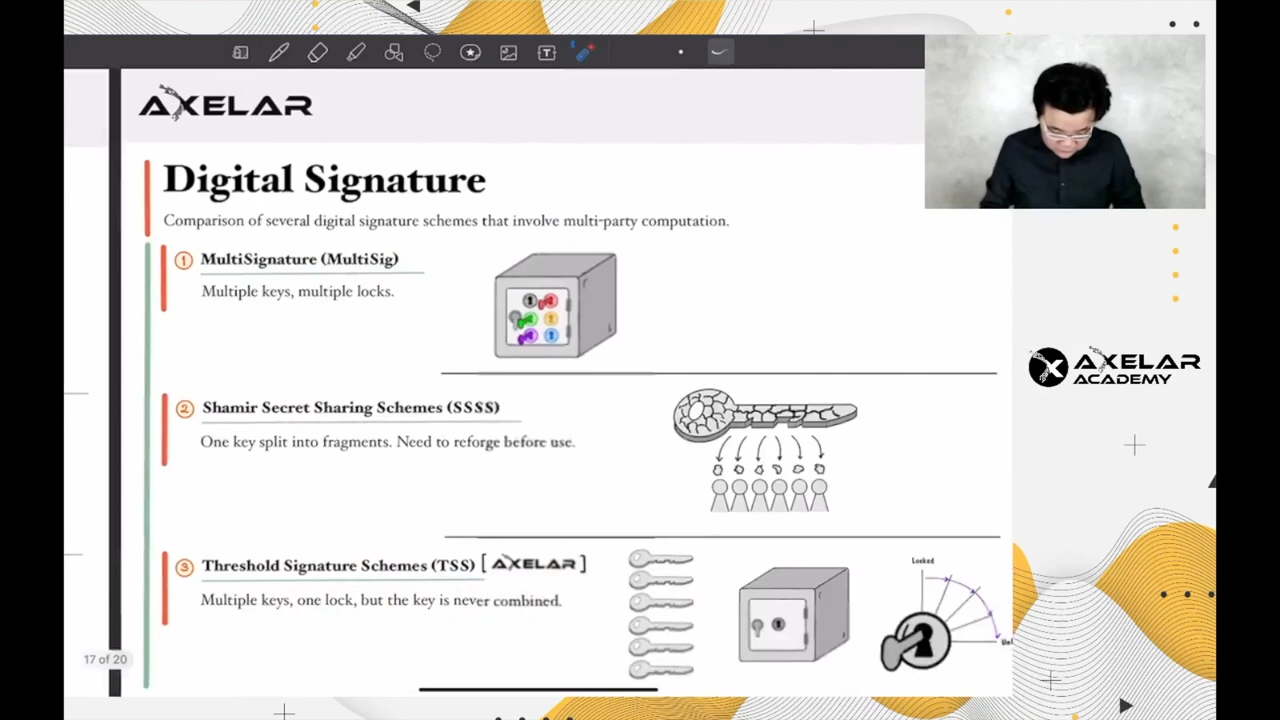 AXELAR
Digital Signature
Comparison of several digital signature schemes that involve multi-party computation.
1 MultiSignature (MultiSig)
Multiple keys, multiple locks.
2 Shamir Secret Sharing Schemes (SSSS)
One key split into fragments. Need to reforge before use.
3 Threshold Signature Schemes (TSS) [AXELAR]
Multiple keys, one lock, but the key is never combined.
Locked
17 of 20
AXELAR
ACADEMY